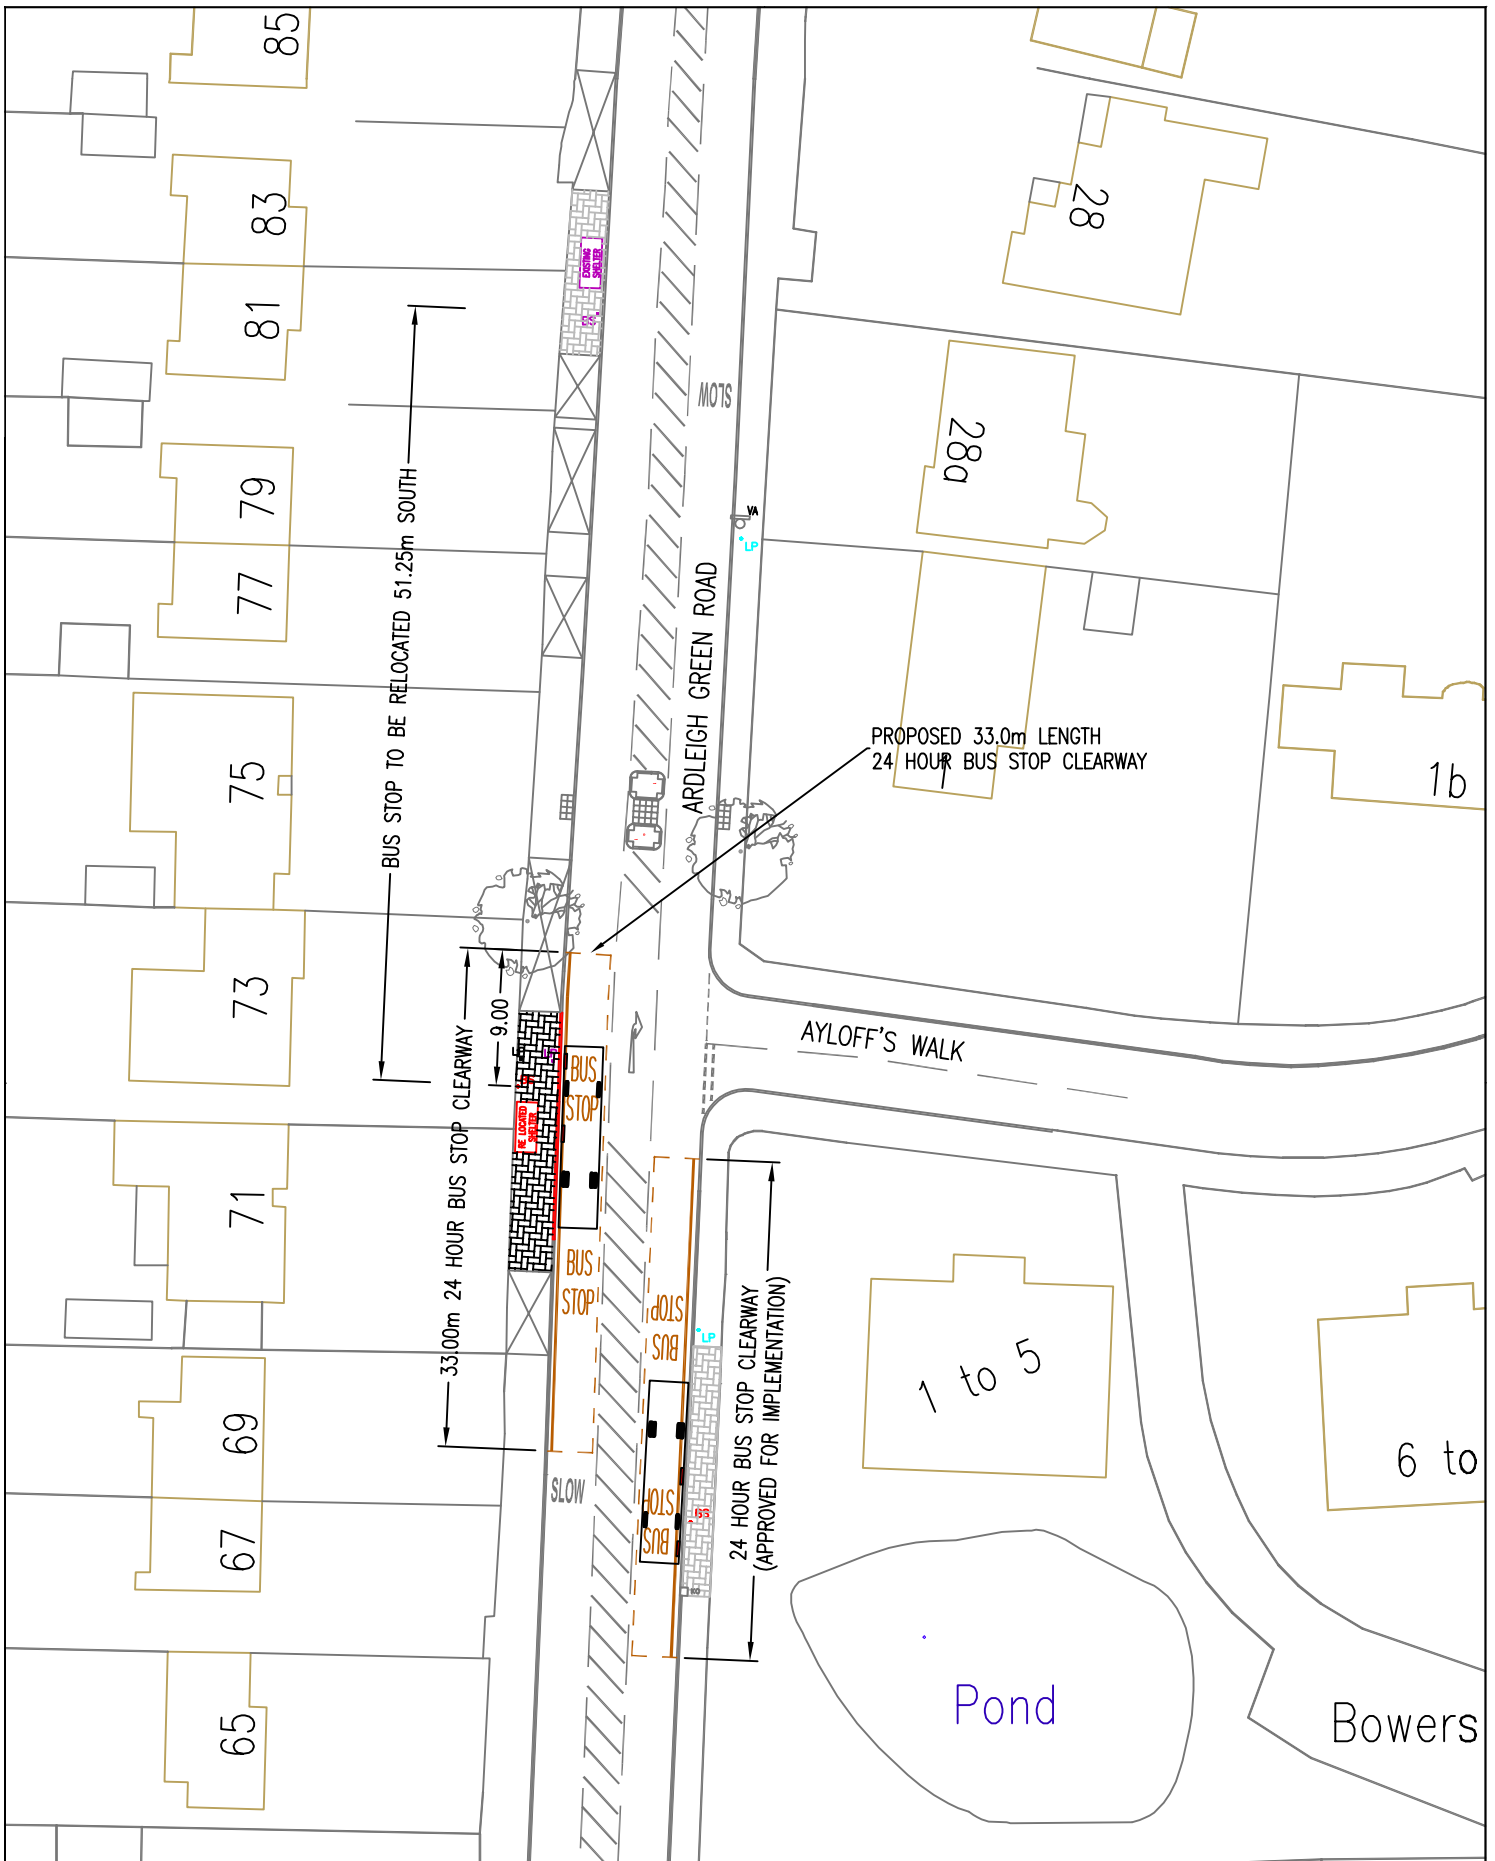 85
83
EXISTING
SHELTER
28
81
SLOW
28a
79
VA
LP
77
BUS STOP TO BE RELOCATED 51.25m SOUTH
ARDLEIGH GREEN ROAD
PROPOSED 33.0m LENGTH
24 HOUR BUS STOP CLEARWAY
1
1b
75
73
9.00
AYLOFF'S WALK
BUS
STOP
RE LOCATED
SHELTER
33.00m 24 HOUR BUS STOP CLEARWAY
71
BUS
STOP
BUS
STOP
LP
24 HOUR BUS STOP CLEARWAY
(APPROVED FOR IMPLEMENTATION)
1 to 5
69
6 to
SLOW
BUS
STOP
BS
67
65
Pond
Bowers